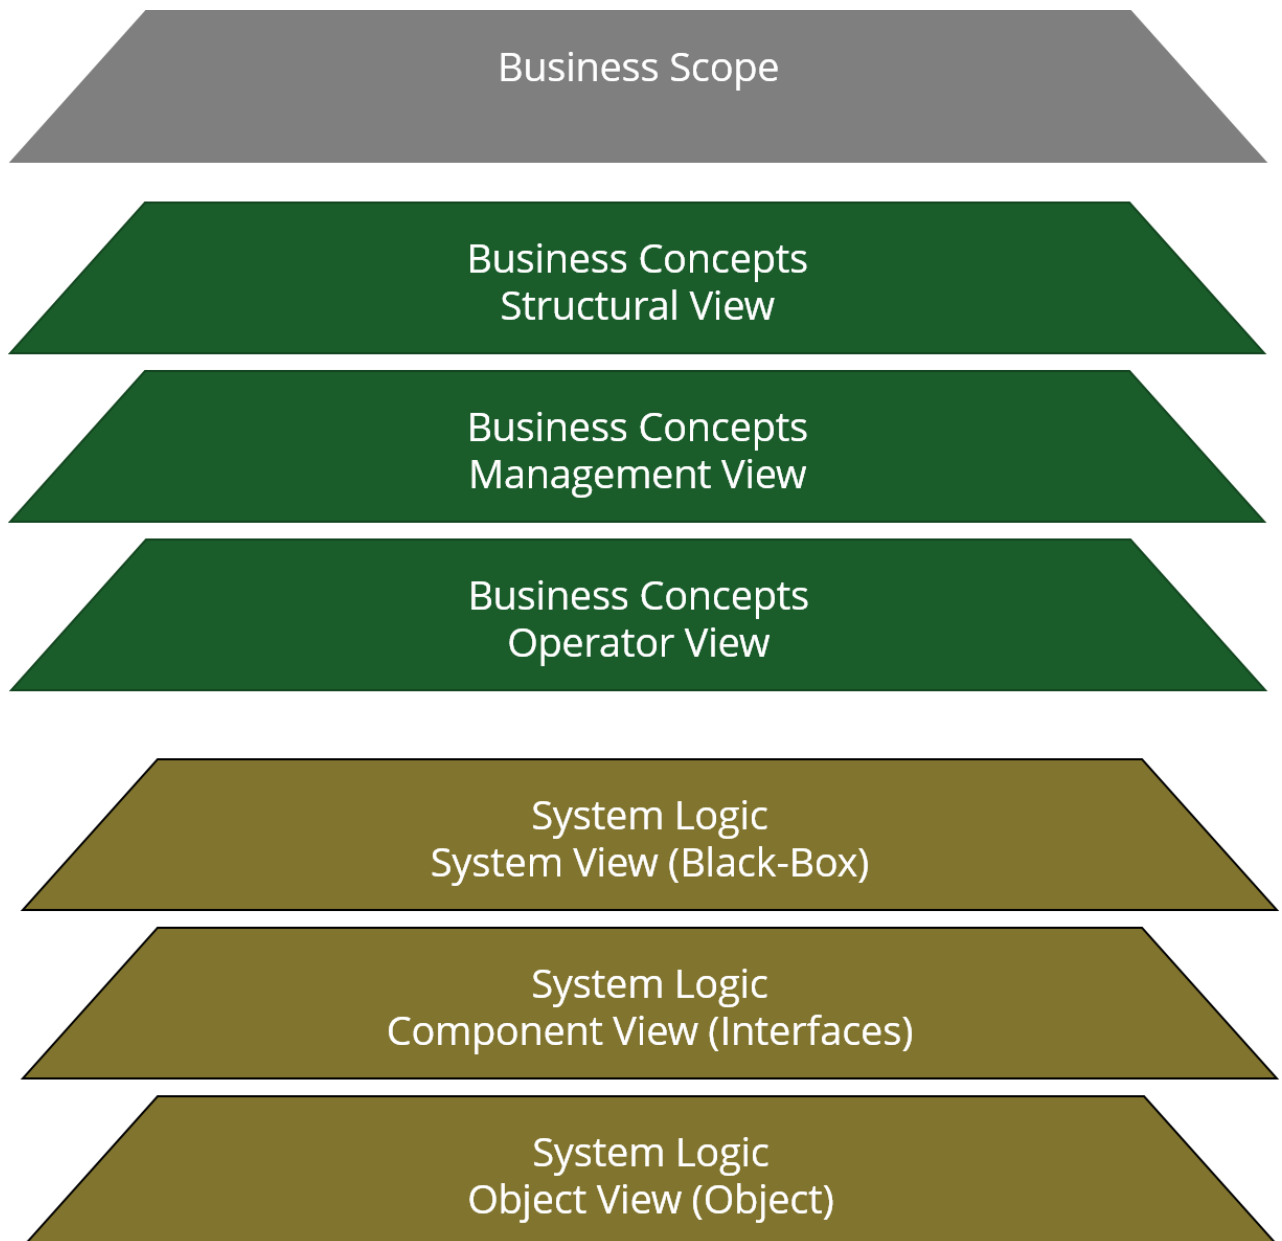 Business Scope
Business Concepts
Structural View
Business Concepts
Management View
Business Concepts
Operator View
System Logic
System View (Black-Box)
System Logic
Component View (Interfaces)
System Logic
Object View (Object)